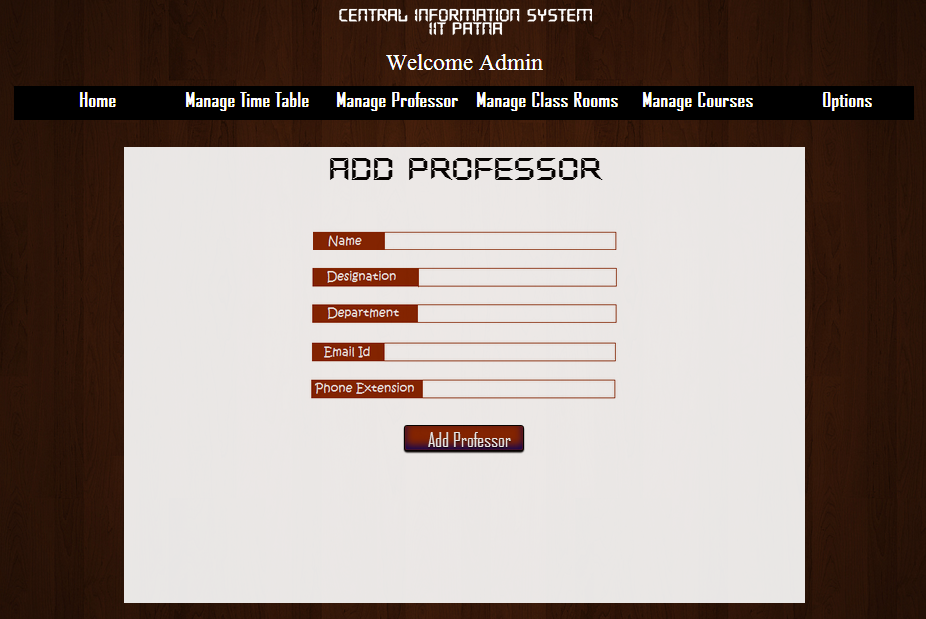 CENTRAL INFORMATION SYSTEM
IIT PATNA
Welcome Admin
Home Manage Time Table Manage Professor Manage Class Rooms Manage Courses Options
ADD PROFESSOR
Name
Designation
Department
Email Id
Phone Extension
Add Professor